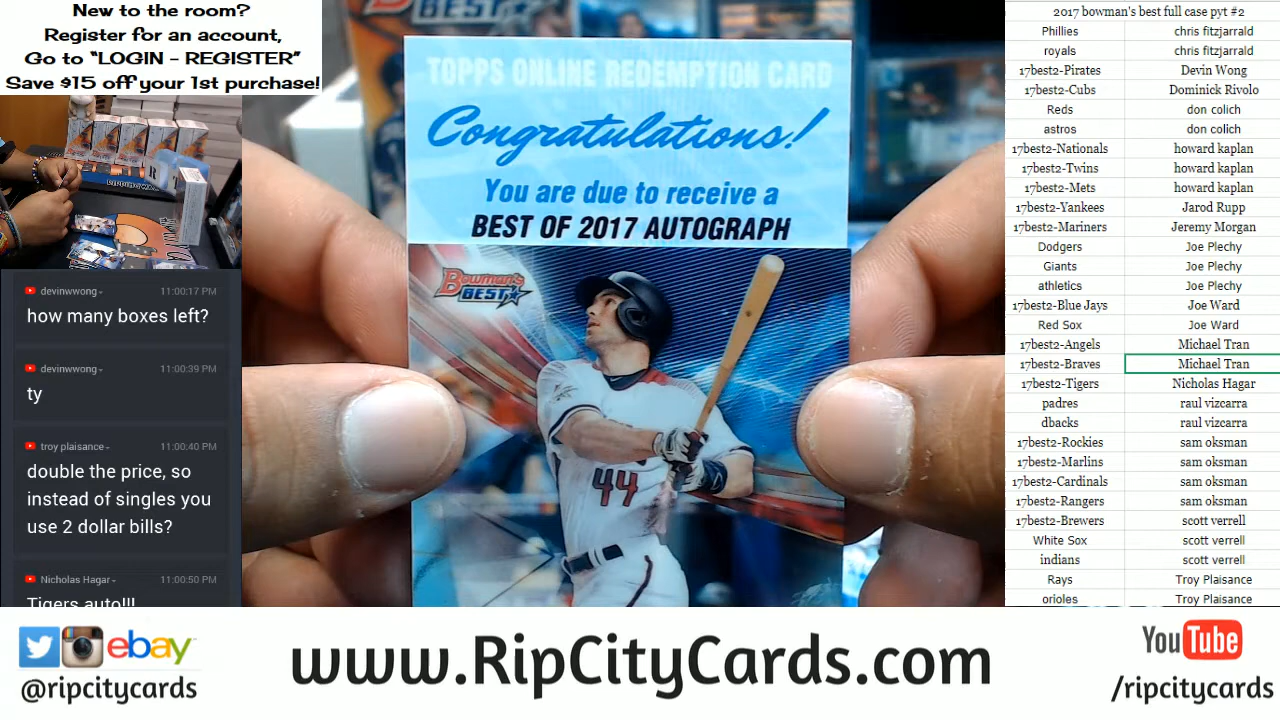 New to the room?
Register for an account,
Go to “LOGIN - REGISTER”
Save $15 off your 1st purchase!
devinwwong
11:00:17 PM
how many boxes left?
devinwwong
11:00:39 PM
ty
troy plaisance
11:00:40 PM
double the price, so
instead of singles you
use 2 dollar bills?
Nicholas Hagar
11:00:50 PM
Tigers auto!!!
BEST
TOPPS ONLINE REDEMPTION CARD
Congratulations!
You are due to receive a
BEST OF 2017 AUTOGRAPH
Bowman's
BEST
44
2017 bowman's best full case pyt #2
Phillies chris fitzjarrald
royals chris fitzjarrald
17best2-Pirates Devin Wong
17best2-Cubs Dominick Rivolo
Reds don colich
astros don colich
17best2-Nationals howard kaplan
17best2-Twins howard kaplan
17best2-Mets howard kaplan
17best2-Yankees Jarod Rupp
17best2-Mariners Jeremy Morgan
Dodgers Joe Plechy
Giants Joe Plechy
athletics Joe Plechy
17best2-Blue Jays Joe Ward
Red Sox Joe Ward
17best2-Angels Michael Tran
17best2-Braves Michael Tran
17best2-Tigers Nicholas Hagar
padres raul vizcarra
dbacks raul vizcarra
17best2-Rockies sam oksman
17best2-Marlins sam oksman
17best2-Cardinals sam oksman
17best2-Rangers sam oksman
17best2-Brewers scott verrell
White Sox scott verrell
indians scott verrell
Rays Troy Plaisance
orioles Troy Plaisance
ebay
@ripcitycards
www.RipCityCards.com
YouTube
/ripcitycards